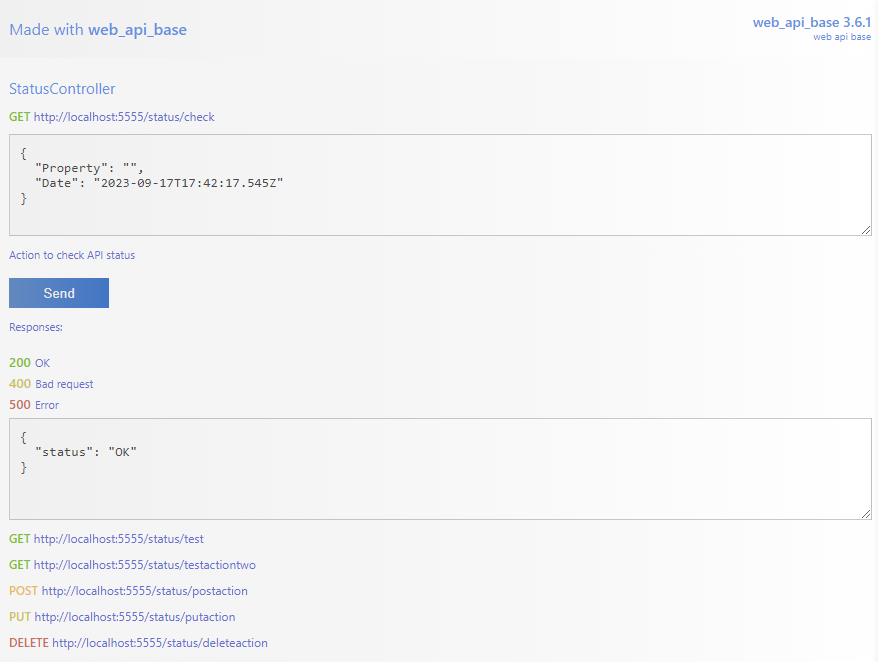 Made with web_api_base
web_api_base 3.6.1
web api base
StatusController
GET http://localhost:5555/status/check
{
  "Property": "",
  "Date": "2023-09-17T17:42:17.545Z"
}
Action to check API status
Send
Responses:
200 OK
400 Bad request
500 Error
{
  "status": "OK"
}
GET http://localhost:5555/status/test
GET http://localhost:5555/status/testactiontwo
POST http://localhost:5555/status/postaction
PUT http://localhost:5555/status/putaction
DELETE http://localhost:5555/status/deleteaction